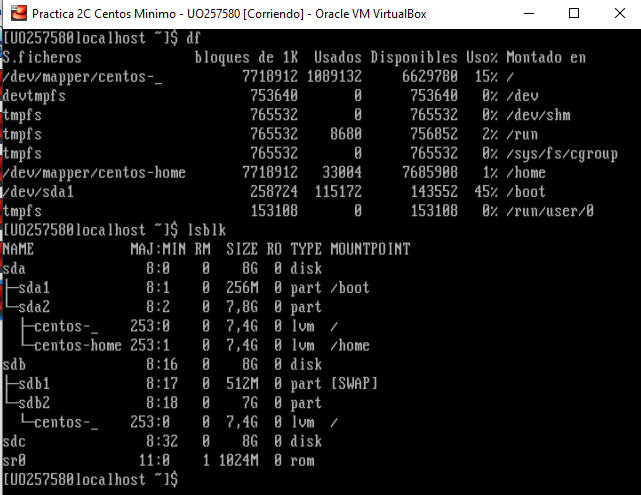 Practica 2C Centos Minimo - UO257580 [Corriendo] - Oracle VM VirtualBox
[UO257580localhost ~]$ df
S.ficheros bloques de 1K Usados Disponibles Uso% Montado en
/dev/mapper/centos-_ 7718912 1089132 6629780 15% /
devtmpfs 753640 0 753640 0% /dev
tmpfs 765532 0 765532 0% /dev/shm
tmpfs 765532 8680 756852 2% /run
tmpfs 765532 0 765532 0% /sys/fs/cgroup
/dev/mapper/centos-home 7718912 33004 7685908 1% /home
/dev/sda1 258724 115172 143552 45% /boot
tmpfs 153108 0 153108 0% /run/user/0
[UO257580localhost ~]$ lsblk
NAME MAJ:MIN RM SIZE RO TYPE MOUNTPOINT
sda 8:0 0 8G 0 disk
├─sda1 8:1 0 256M 0 part /boot
└─sda2 8:2 0 7,8G 0 part
├─centos-_ 253:0 0 7,4G 0 lvm /
└─centos-home 253:1 0 7,4G 0 lvm /home
sdb 8:16 0 8G 0 disk
├─sdb1 8:17 0 512M 0 part [SWAP]
└─sdb2 8:18 0 7G 0 part
└─centos-_ 253:0 0 7,4G 0 lvm /
sdc 8:32 0 8G 0 disk
sr0 11:0 1 1024M 0 rom
[UO257580localhost ~]$